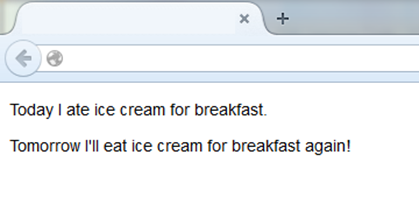 Today I ate ice cream for breakfast.
Tomorrow I'll eat ice cream for breakfast again!